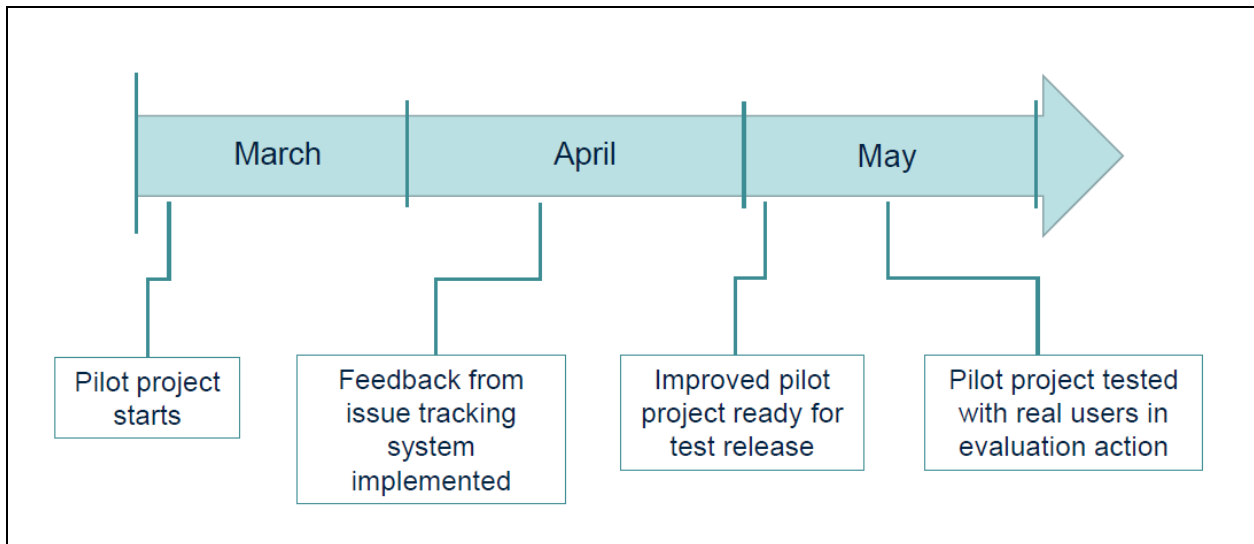 March
April
May
Pilot project
starts
Feedback from
issue tracking
system
implemented
Improved pilot
project ready for
test release
Pilot project tested
with real users in
evaluation action